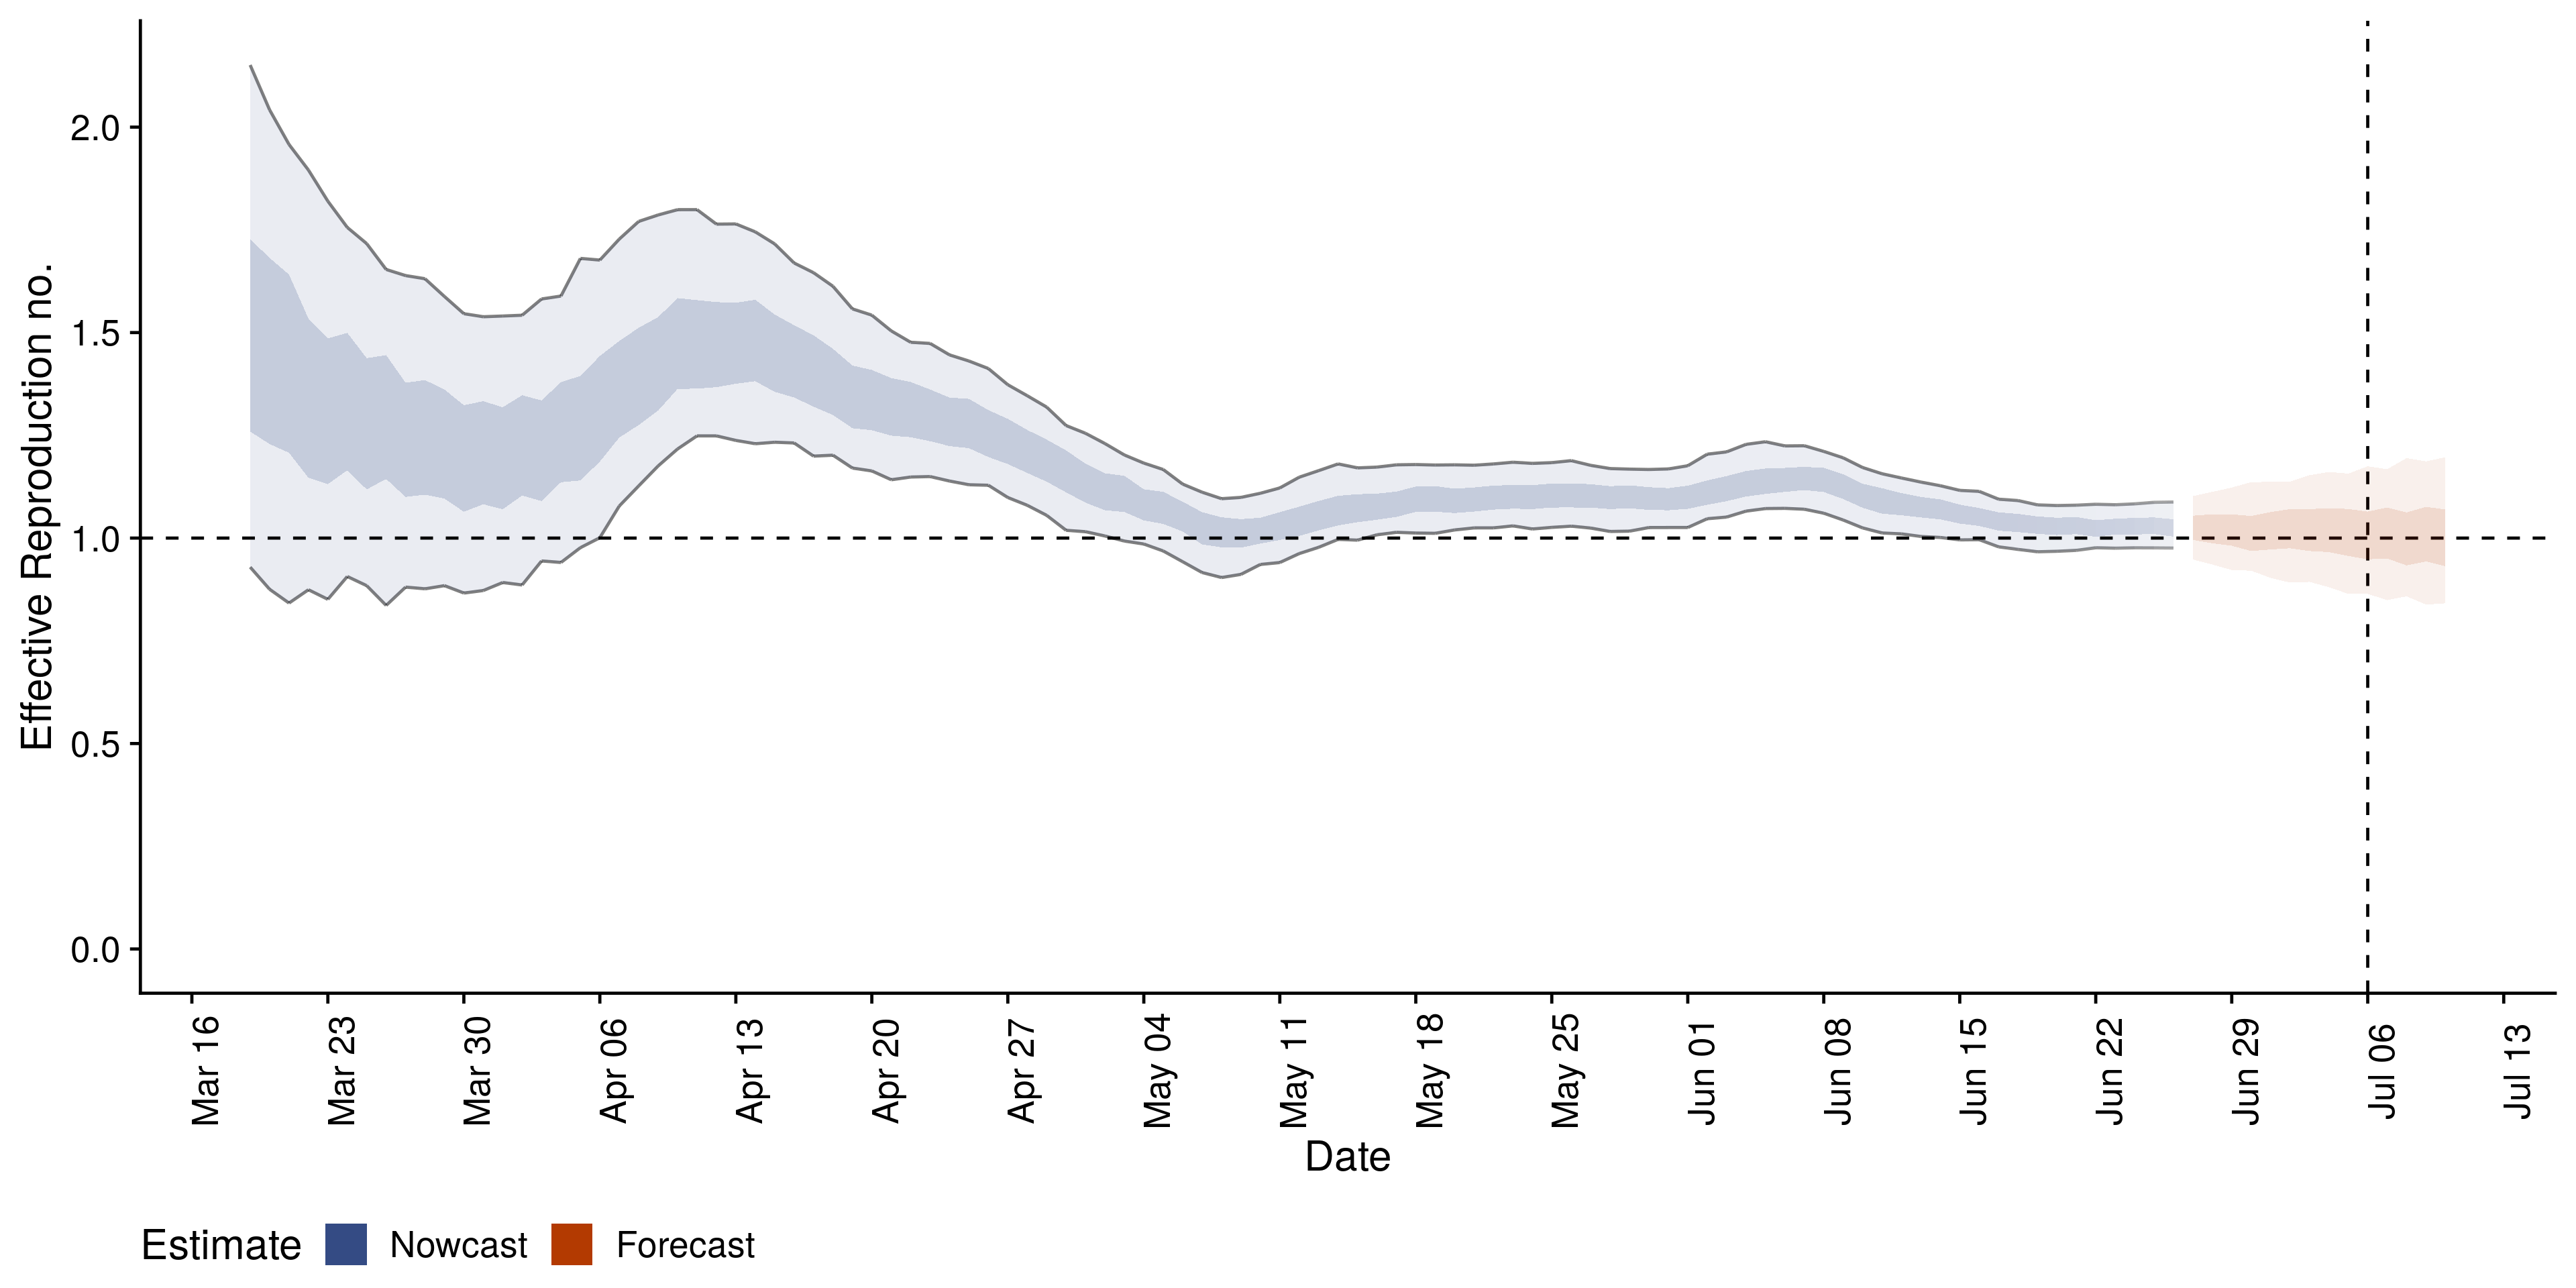 Effective Reproduction no.
2.0
1.5
1.0
0.5
0.0
Mar 16
Mar 23
Mar 30
Apr 06
Apr 13
Apr 20
Apr 27
May 04
May 11
May 18
May 25
Jun 01
Jun 08
Jun 15
Jun 22
Jun 29
Jul 06
Jul 13
Date
Estimate Nowcast Forecast